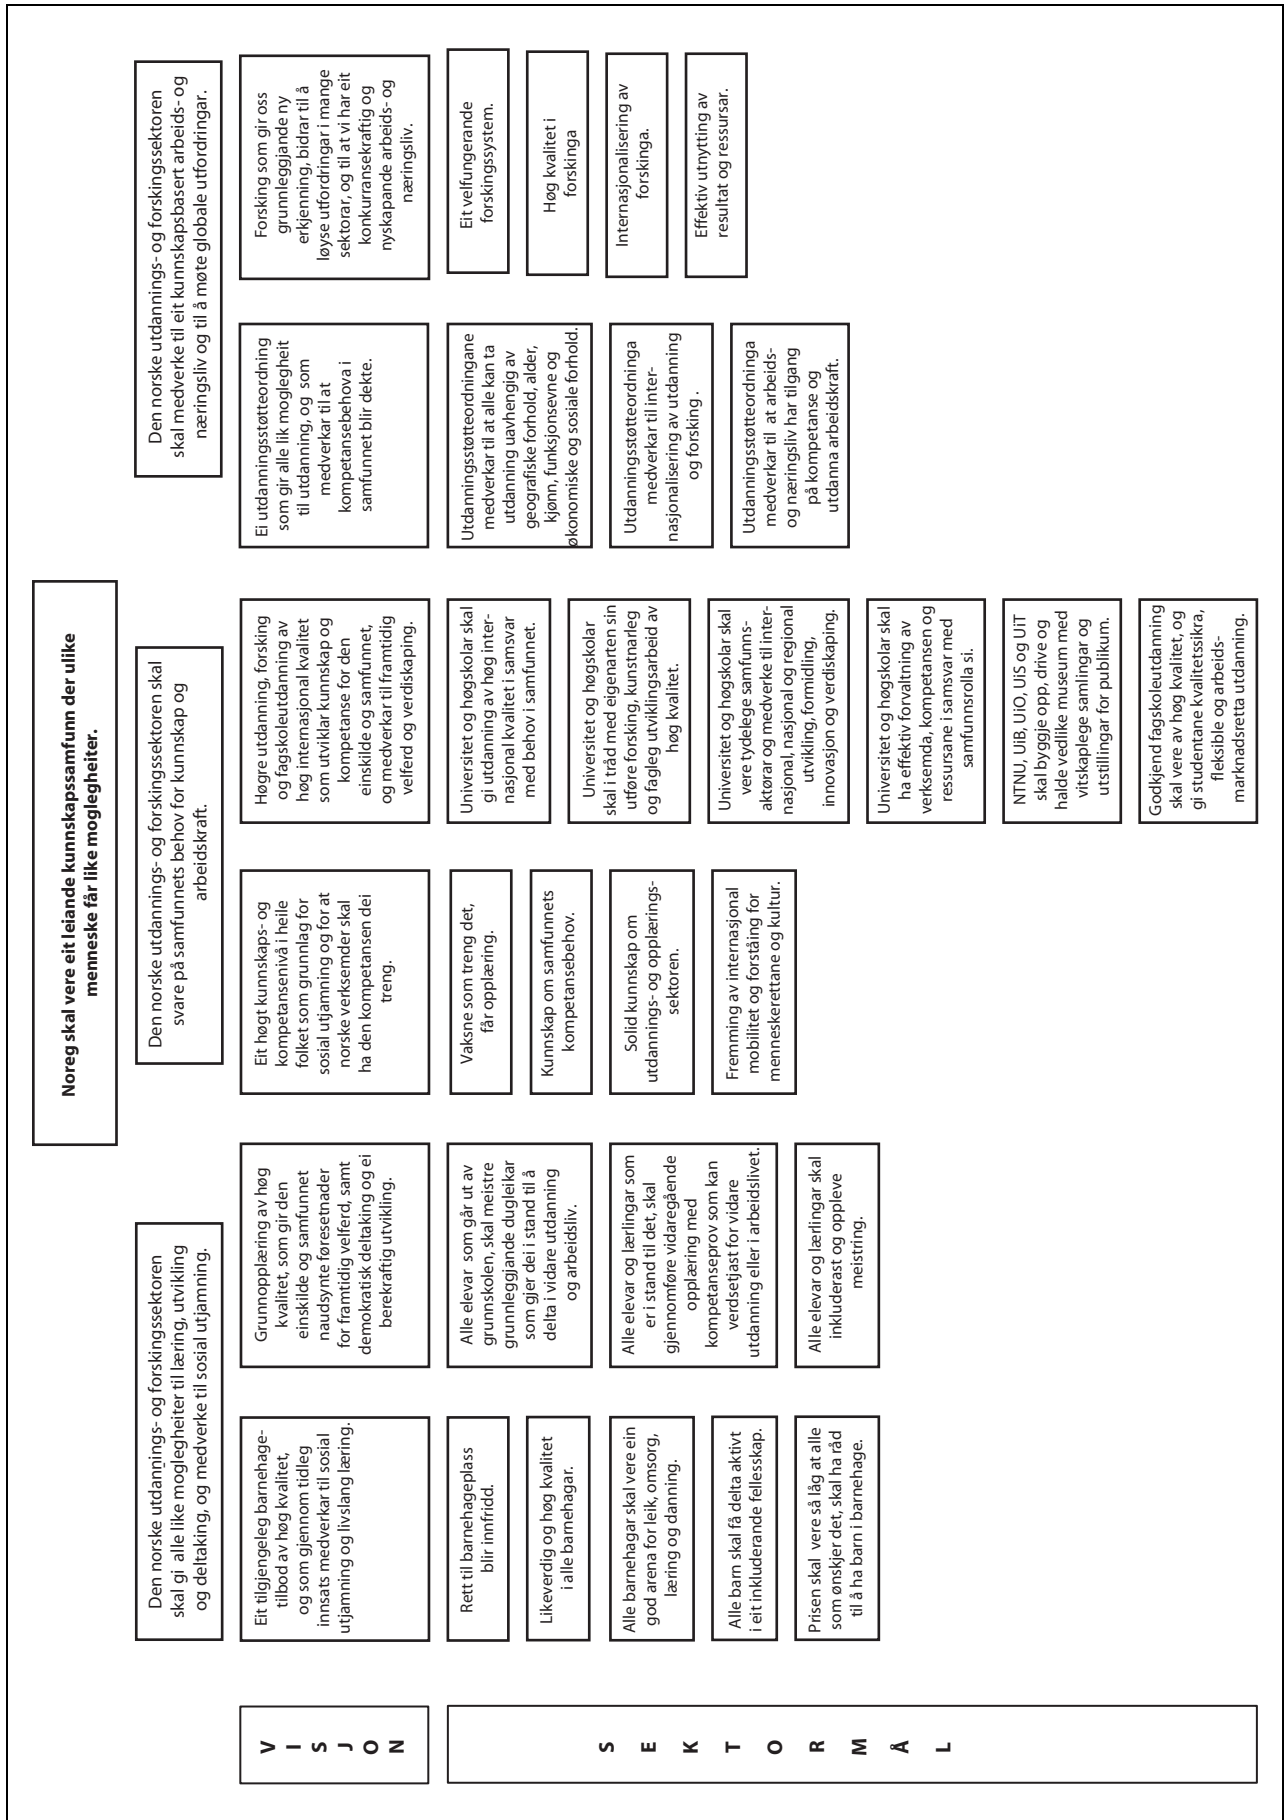 Noreg skal vere eit leiande kunnskapssamfunn der ulike
menneske får like moglegheiter.
Den norske utdannings- og forskingssektoren
skal gi alle like moglegheiter til læring, utvikling
og deltaking, og medverke til sosial utjamning.
Den norske utdannings- og forskingssektoren skal
svare på samfunnets behov for kunnskap og
arbeidskraft.
Den norske utdannings- og forskingssektoren
skal medverke til eit kunnskapsbasert arbeids- og
næringsliv og til å møte globale utfordringar.
VISJON
Eit tilgjengeleg barnehage-
tilbod av høg kvalitet,
og som gjennom tidleg
innsats medverkar til sosial
utjamning og livslang læring.
Grunnopplæring av høg
kvalitet, som gir den
einskilde og samfunnet
naudsynte føresetnader
for framtidig velferd, samt
demokratisk deltaking og ei
berekraftig utvikling.
Eit høgt kunnskaps- og
kompetansenivå i heile
folket som grunnlag for
sosial utjamning og for at
norske verksemder skal
ha den kompetansen dei
treng.
Høgre utdanning, forsking
og fagskoleutdanning av
høg internasjonal kvalitet
som utviklar kunnskap og
kompetanse for den
einskilde og samfunnet,
og medverkar til framtidig
velferd og verdiskaping.
Ei utdanningsstøtteordning
som gir alle lik moglegheit
til utdanning, og som
medverkar til at
kompetansebehova i
samfunnet blir dekte.
Forsking som gir oss
grunnleggjande ny
erkjenning, bidrar til å
løyse utfordringar i mange
sektorar, og til at vi har eit
konkurransekraftig og
nyskapande arbeids- og
næringsliv.
SEKTORMÅL
Rett til barnehageplass
blir innfridd.
Likeverdig og høg kvalitet
i alle barnehagar.
Alle barnehagar skal vere ein
god arena for leik, omsorg,
læring og danning.
Alle barn skal få delta aktivt
i eit inkluderande fellesskap.
Prisen skal vere så låg at alle
som ønskjer det, skal ha råd
til å ha barn i barnehage.
Alle elevar som går ut av
grunnskolen, skal meistre
grunnleggjande dugleikar
som gjer dei i stand til å
delta i vidare utdanning
og arbeidsliv.
Alle elevar og lærlingar som
er i stand til det, skal
gjennomføre vidaregående
opplæring med
kompetanseprov som kan
verdsetjast for vidare
utdanning eller i arbeidslivet.
Alle elevar og lærlingar skal
inkluderast og oppleve
meistring.
Vaksne som treng det,
får opplæring.
Kunnskap om samfunnets
kompetansebehov.
Solid kunnskap om
utdannings- og opplærings-
sektoren.
Fremming av internasjonal
mobilitet og forståing for
menneskerettane og kultur.
Universitet og høgskolar skal
gi utdanning av høg inter-
nasjonal kvalitet i samsvar
med behov i samfunnet.
Universitet og høgskolar
skal i tråd med eigenarten sin
utføre forsking, kunstnarleg
og fagleg utviklingsarbeid av
høg kvalitet.
Universitet og høgskolar skal
vere tydelege samfunns-
aktørar og medverke til inter-
nasjonal, nasjonal og regional
utvikling, formidling,
innovasjon og verdiskaping.
Universitet og høgskolar skal
ha effektiv forvaltning av
verksemda, kompetansen og
ressursane i samsvar med
samfunnsrolla si.
NTNU, UiB, UiO, UiS og UiT
skal byggje opp, drive og
halde vedlike museum med
vitskaplege samlingar og
utstillingar for publikum.
Godkjend fagskoleutdanning
skal vere av høg kvalitet, og
gi studentane kvalitetssikra,
fleksible og arbeids-
marknadsretta utdanning.
Utdanningsstøtteordningane
medverkar til at alle kan ta
utdanning uavhengig av
geografiske forhold, alder,
kjønn, funksjonsevne og
økonomiske og sosiale forhold.
Utdanningsstøtteordninga
medverkar til inter-
nasjonalisering av utdanning
og forsking .
Utdanningsstøtteordninga
medverkar til at arbeids-
og næringsliv har tilgang
på kompetanse og
utdanna arbeidskraft.
Eit velfungerande
forskingssystem.
Høg kvalitet i
forskinga
Internasjonalisering av
forskinga.
Effektiv utnytting av
resultat og ressursar.